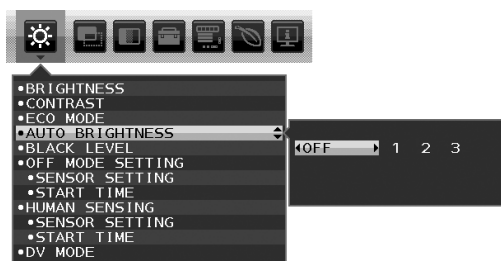 •BRIGHTNESS
•CONTRAST
•ECO MODE
•AUTO BRIGHTNESS
OFF 1 2 3
•BLACK LEVEL
•OFF MODE SETTING
•SENSOR SETTING
•START TIME
•HUMAN SENSING
•SENSOR SETTING
•START TIME
•DV MODE